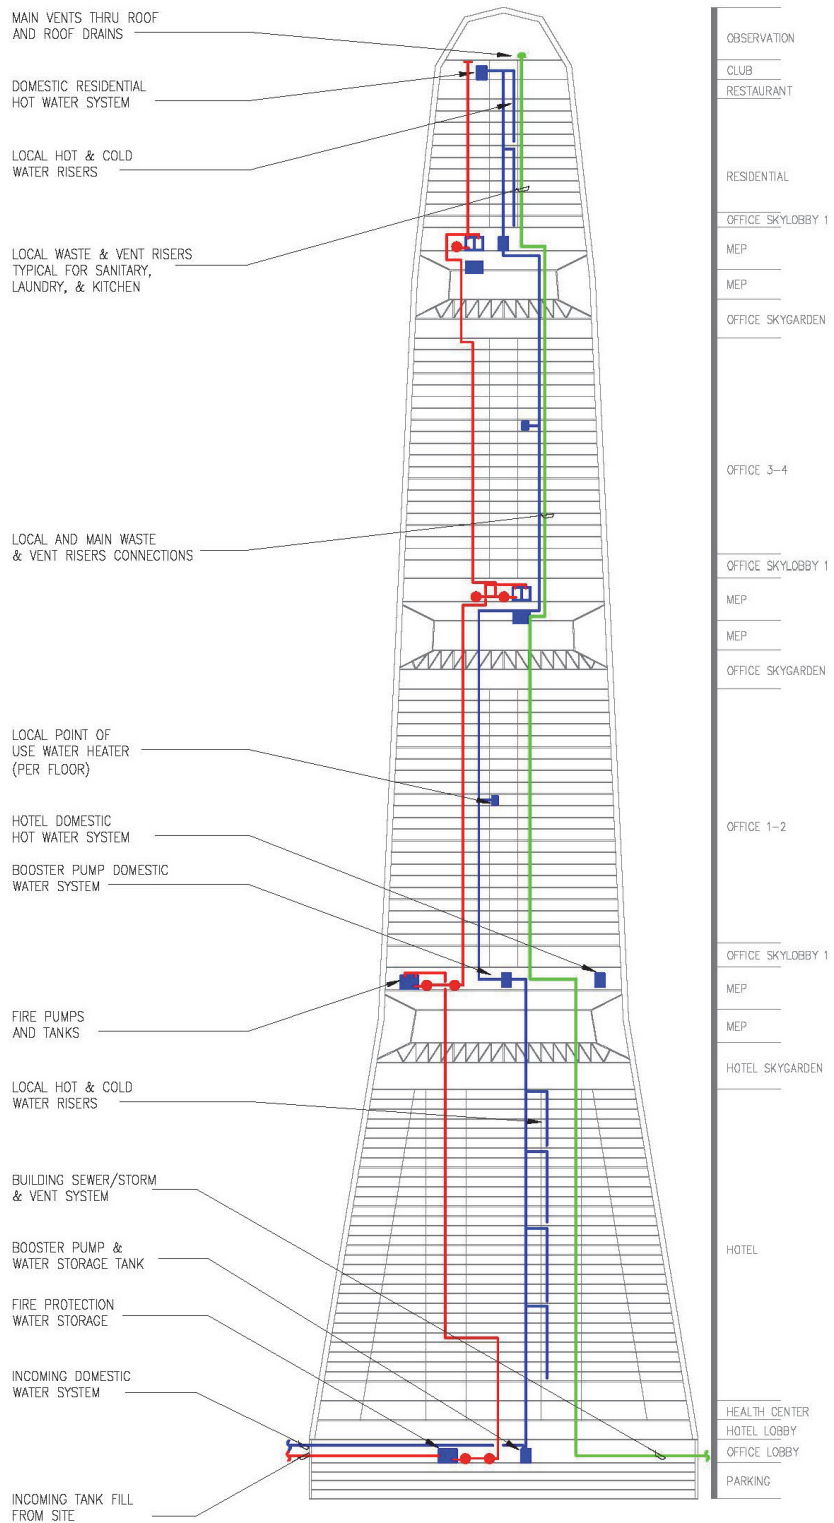 MAIN VENTS THRU ROOF
AND ROOF DRAINS
DOMESTIC RESIDENTIAL
HOT WATER SYSTEM
LOCAL HOT & COLD
WATER RISERS
LOCAL WASTE & VENT RISERS
TYPICAL FOR SANITARY,
LAUNDRY, & KITCHEN
LOCAL AND MAIN WASTE
& VENT RISERS CONNECTIONS
LOCAL POINT OF
USE WATER HEATER
(PER FLOOR)
HOTEL DOMESTIC
HOT WATER SYSTEM
BOOSTER PUMP DOMESTIC
WATER SYSTEM
FIRE PUMPS
AND TANKS
LOCAL HOT & COLD
WATER RISERS
BUILDING SEWER/STORM
& VENT SYSTEM
BOOSTER PUMP &
WATER STORAGE TANK
FIRE PROTECTION
WATER STORAGE
INCOMING DOMESTIC
WATER SYSTEM
INCOMING TANK FILL
FROM SITE
OBSERVATION
CLUB
RESTAURANT
RESIDENTIAL
OFFICE SKYLOBBY 1
MEP
MEP
OFFICE SKYGARDEN
OFFICE 3-4
OFFICE SKYLOBBY 1
MEP
MEP
OFFICE SKYGARDEN
OFFICE 1-2
OFFICE SKYLOBBY 1
MEP
MEP
HOTEL SKYGARDEN
HOTEL
HEALTH CENTER
HOTEL LOBBY
OFFICE LOBBY
PARKING